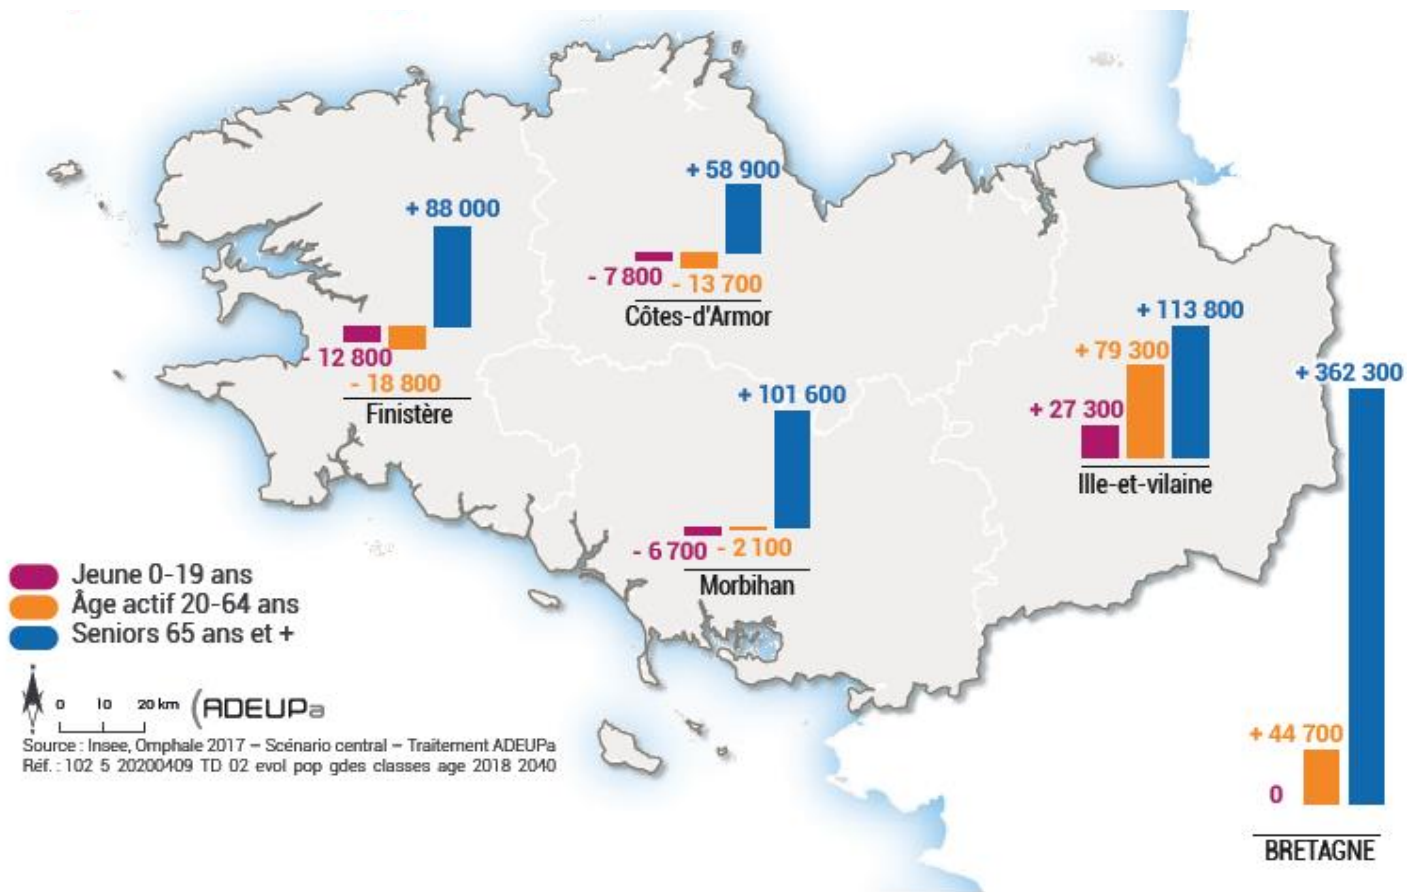 + 58 900
- 7 800
- 13 700
Côtes-d'Armor
+ 88 000
- 12 800
- 18 800
Finistère
+ 101 600
- 6 700
- 2 100
Morbihan
+ 113 800
+ 79 300
+ 27 300
Ille-et-vilaine
+ 362 300
+ 44 700
0
BRETAGNE
Jeune 0-19 ans
Âge actif 20-64 ans
Seniors 65 ans et +
0 10 20 km
ADEUPa
Source : Insee, Omphale 2017 – Scénario central – Traitement ADEUPa
Réf. : 102 5 20200409 TD 02 evol pop gdes classes age 2018 2040